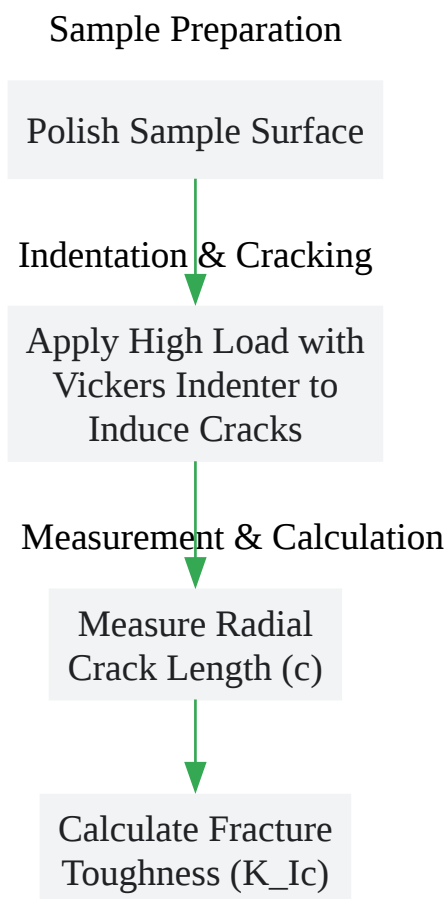 Sample Preparation
Polish Sample Surface
Indentation & Cracking
Apply High Load with
Vickers Indenter to
Induce Cracks
Measurement & Calculation
Measure Radial
Crack Length (c)
Calculate Fracture
Toughness (K_Ic)